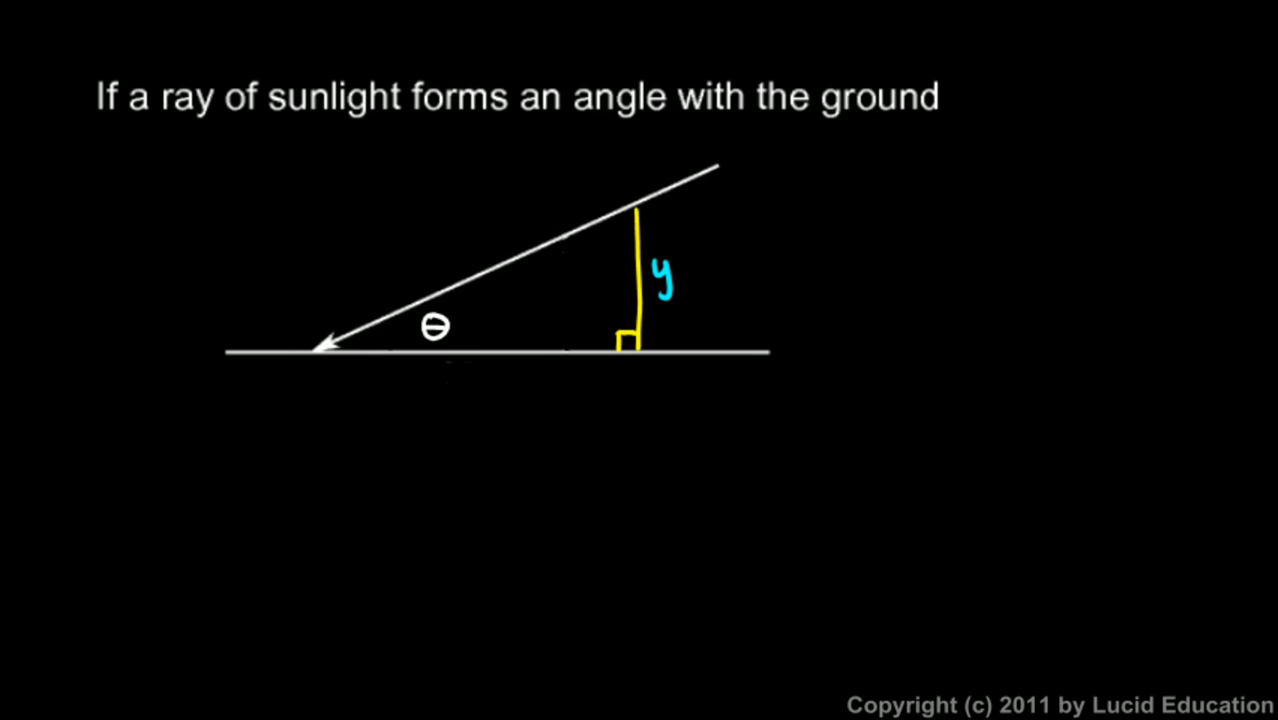 If a ray of sunlight forms an angle with the ground
y
θ
Copyright (c) 2011 by Lucid Education